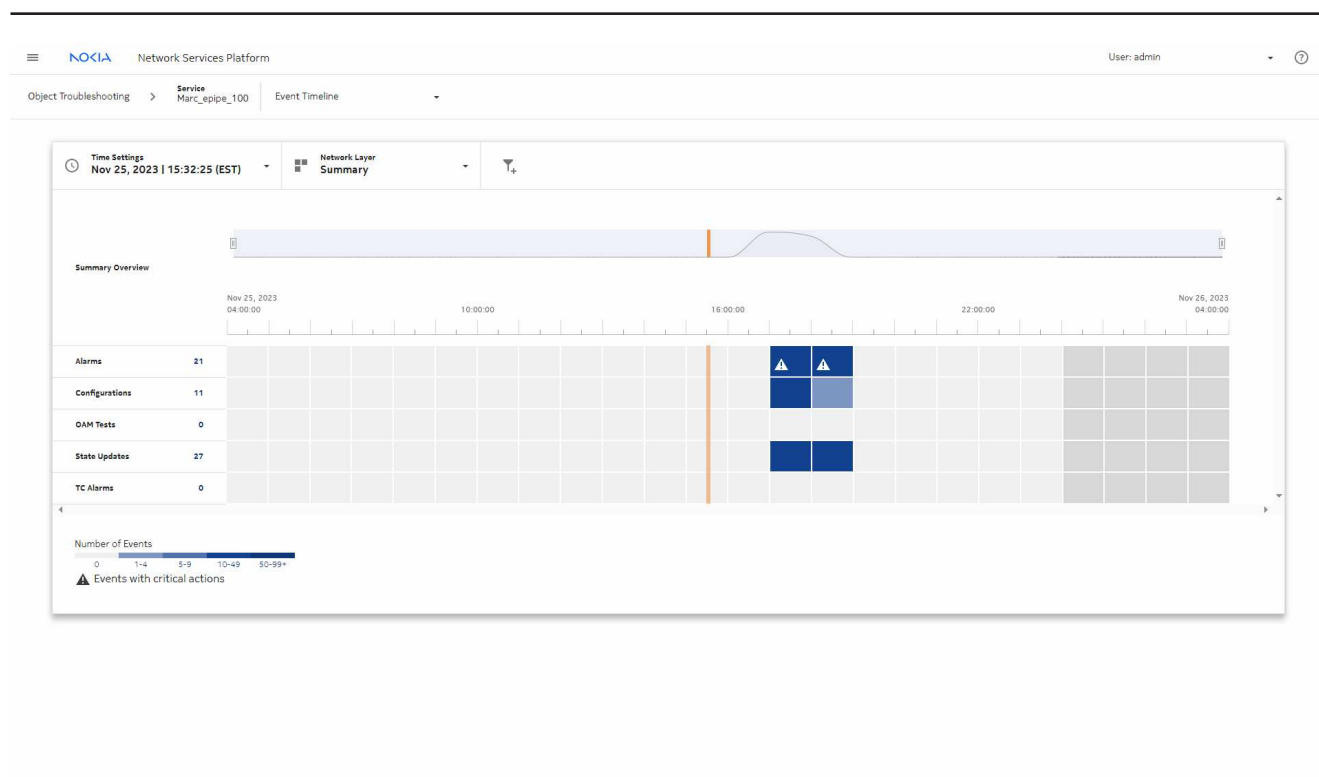 NOKIA Network Services Platform User: admin
Object Troubleshooting > Service Marc_epipe_100 Event Timeline
Time Settings
Nov 25, 2023 | 15:32:25 (EST)
Network Layer
Summary
Summary Overview
Nov 25, 2023 Nov 26, 2023
04:00:00 10:00:00 16:00:00 22:00:00 04:00:00
Alarms 21
Configurations 11
OAM Tests 0
State Updates 27
TC Alarms 0
Number of Events
0 1-4 5-9 10-49 50-99+
Events with critical actions